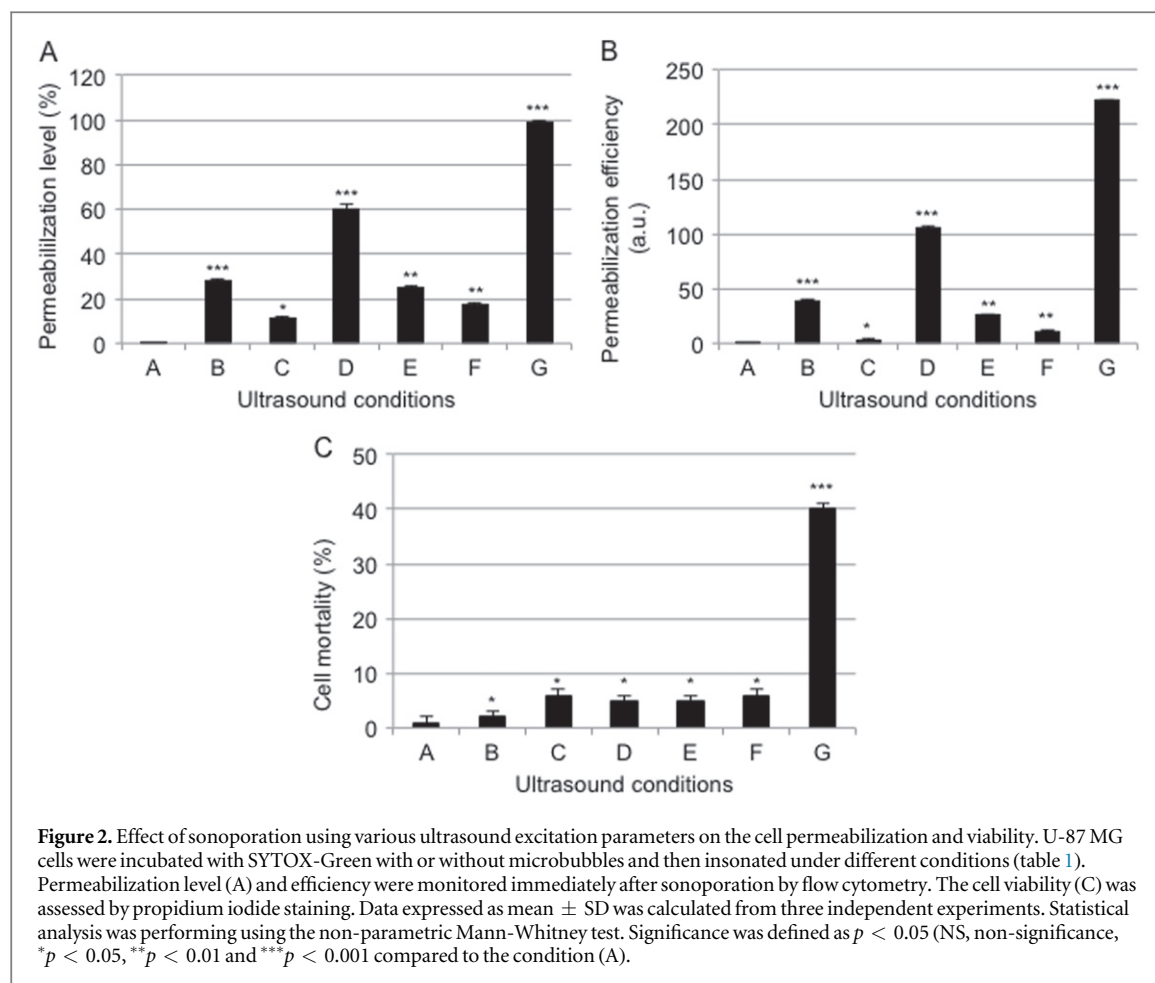 A
Permeabililzation level (%)
120
100
80
60
40
20
0
***
*
***
**
**
***
A B C D E F G
Ultrasound conditions
B
Permeabilization efficiency
(a.u.)
250
200
150
100
50
0
***
*
***
**
**
***
A B C D E F G
Ultrasound conditions
C
Cell mortality (%)
50
40
30
20
10
0
*
*
*
*
*
***
A B C D E F G
Ultrasound conditions
Figure 2. Effect of sonoporation using various ultrasound excitation parameters on the cell permeabilization and viability. U-87 MG
cells were incubated with SYTOX-Green with or without microbubbles and then insonated under different conditions (table 1).
Permeabilization level (A) and efficiency were monitored immediately after sonoporation by flow cytometry. The cell viability (C) was
assessed by propidium iodide staining. Data expressed as mean ± SD was calculated from three independent experiments. Statistical
analysis was performing using the non-parametric Mann-Whitney test. Significance was defined as p < 0.05 (NS, non-significance,
*p < 0.05, **p < 0.01 and ***p < 0.001 compared to the condition (A).